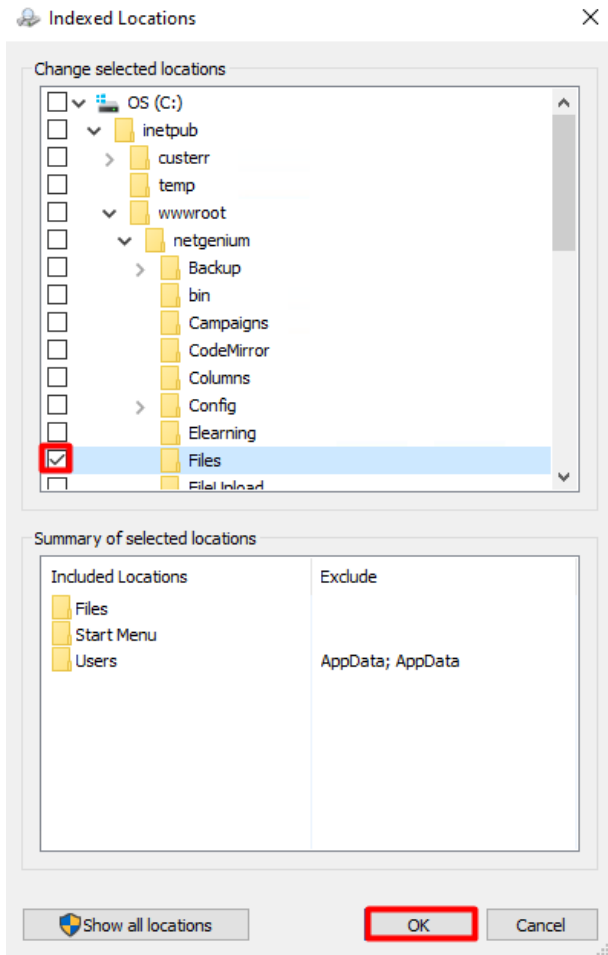 Indexed Locations
Change selected locations
OS (C:)
inetpub
custerr
temp
wwwroot
netgenium
Backup
bin
Campaigns
CodeMirror
Columns
Config
Elearning
Files
FileUpload
Summary of selected locations
Included Locations Exclude
Files
Start Menu
Users AppData; AppData
Show all locations OK Cancel